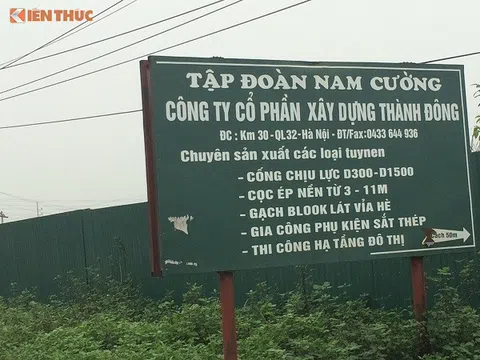 KIẾN THỨC
TẬP ĐOÀN NAM CƯỜNG
CÔNG TY CỔ PHẦN XÂY DỰNG THÀNH ĐÔNG
ĐC : Km 30 - QL32 - Hà Nội - ĐT/Fax:0433 644 936
Chuyên sản xuất các loại tuynen
- CỐNG CHỊU LỰC D300-D1500
- CỌC ÉP NỀN TỪ 3 - 11M
- GẠCH BLOOK LÁT VỈA HÈ
- GIA CÔNG PHỤ KIỆN SẮT THÉP
- THI CÔNG HẠ TẦNG ĐÔ THỊ
Cách 50m